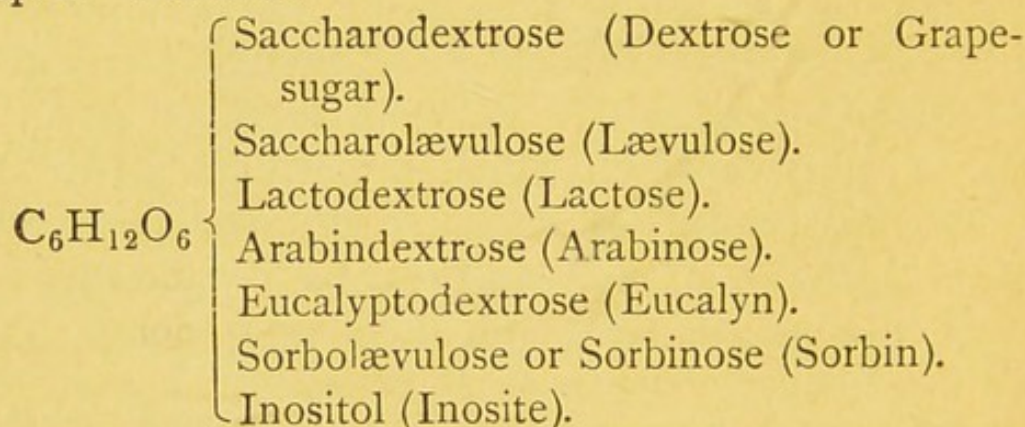 Saccharodextrose (Dextrose or Grape-
sugar).
Saccharolævulose (Lævulose).
Lactodextrose (Lactose).
C₆H₁₂O₆ Arabindextrose (Arabinose).
Eucalyptodextrose (Eucalyn).
Sorbolævulose or Sorbinose (Sorbin).
Inositol (Inosite).